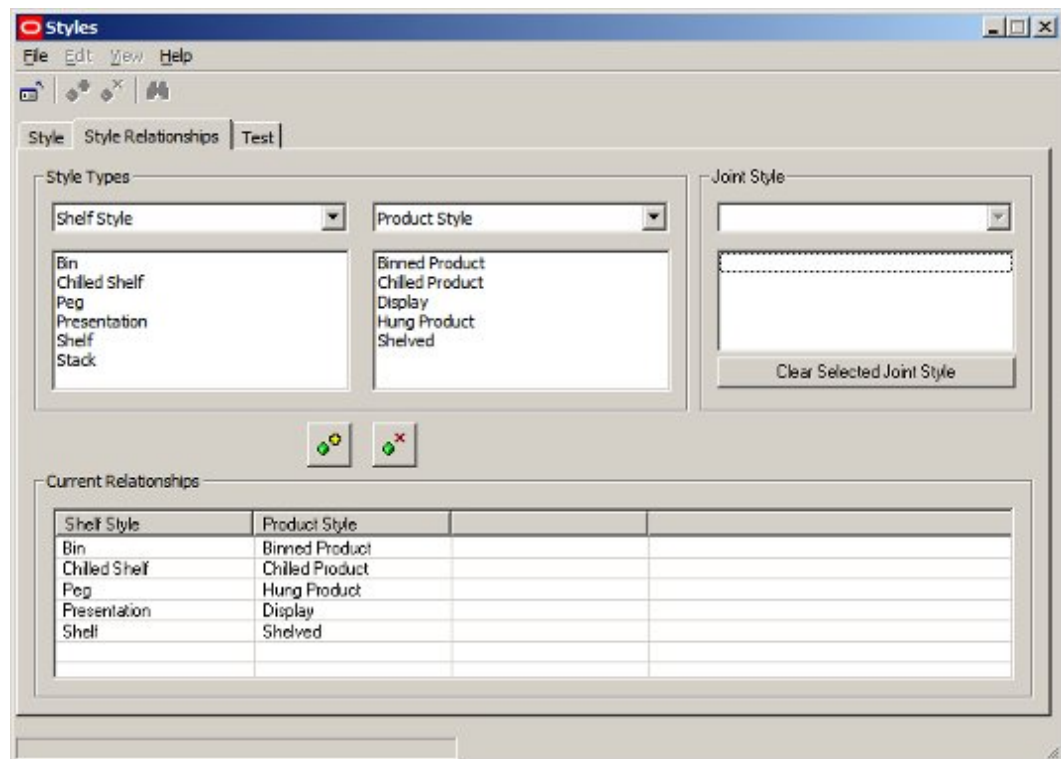 Styles
File Edit View Help
Style Style Relationships Test
Style Types
Joint Style
Shelf Style Product Style
Bin
Chilled Shelf
Peg
Presentation
Shelf
Stack
Binned Product
Chilled Product
Display
Hung Product
Shelved
Clear Selected Joint Style
Current Relationships
Shelf Style Product Style
Bin Binned Product
Chilled Shelf Chilled Product
Peg Hung Product
Presentation Display
Shelf Shelved